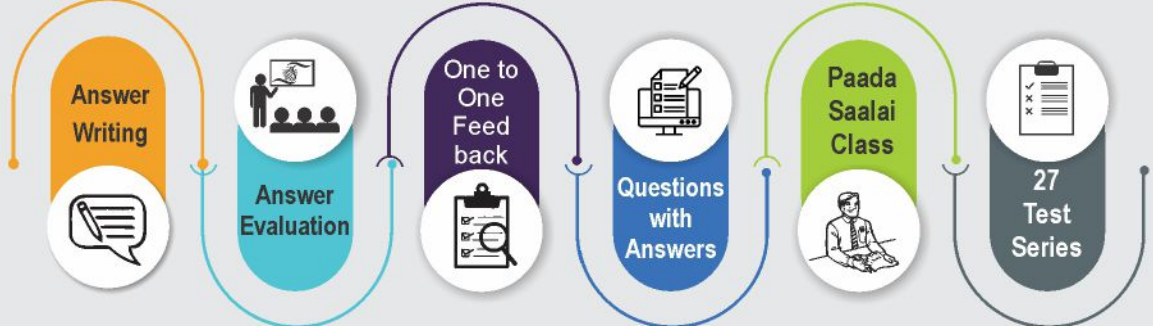 Answer
Writing
Answer
Evaluation
One to
One
Feed
back
Questions
with
Answers
Paada
Saalai
Class
27
Test
Series